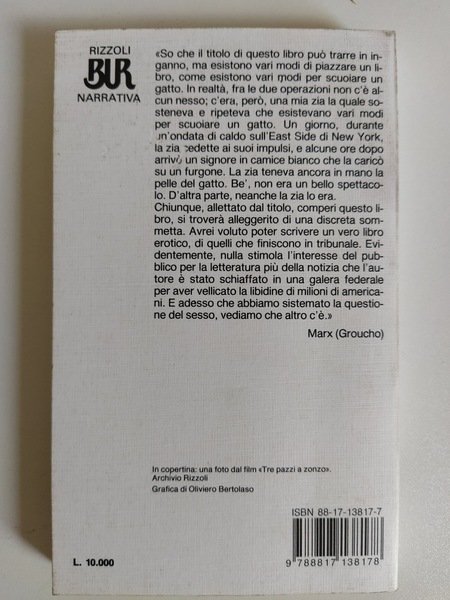 RIZZOLI
BUR
NARRATIVA
«So che il titolo di questo libro può trarre in in-
ganno, ma esistono vari modi di piazzare un li-
bro, come esistono vari modi per scuoiare un
gatto. In realtà, fra le due operazioni non c'è al-
cun nesso; c'era, però, una mia zia la quale so-
steneva e ripeteva che esistevano vari modi
per scuoiare un gatto. Un giorno, durante
un'ondata di caldo sull'East Side di New York,
la zia cedette ai suoi impulsi, e alcune ore dopo
arrivò un signore in camice bianco che la caricò
su un furgone. La zia teneva ancora in mano la
pelle del gatto. Be', non era un bello spettaco-
lo. D'altra parte, neanche la zia lo era.
Chiunque, allettato dal titolo, comperi questo li-
bro, si troverà alleggerito di una discreta som-
metta. Avrei voluto poter scrivere un vero libro
erotico, di quelli che finiscono in tribunale. Evi-
dentemente, nulla stimola l'interesse del pub-
blico per la letteratura più della notizia che l'au-
tore è stato schiaffato in una galera federale
per aver vellicato la libidine di milioni di america-
ni. E adesso che abbiamo sistemato la questio-
ne del sesso, vediamo che altro c'è.»
Marx (Groucho)
In copertina: una foto dal film «Tre pazzi a zonzo».
Archivio Rizzoli
Grafica di Oliviero Bertolaso
ISBN 88-17-13817-7
L. 10.000
9 788817 138178